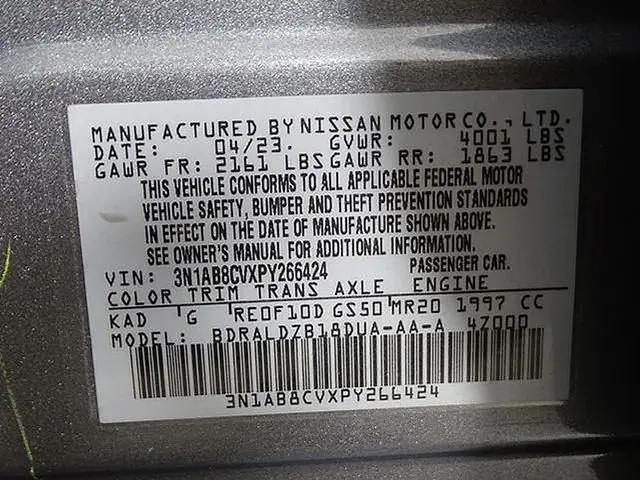 MANUFACTURED BY NISSAN MOTOR CO., LTD.
DATE: 04/23. GVWR: 4001 LBS
GAWR FR: 2161 LBS GAWR RR: 1863 LBS
THIS VEHICLE CONFORMS TO ALL APPLICABLE FEDERAL MOTOR
VEHICLE SAFETY, BUMPER AND THEFT PREVENTION STANDARDS
IN EFFECT ON THE DATE OF MANUFACTURE SHOWN ABOVE.
SEE OWNER'S MANUAL FOR ADDITIONAL INFORMATION.
VIN: 3N1AB8CVXPY266424 PASSENGER CAR.
COLOR TRIM TRANS AXLE ENGINE
KAD G RE0F10D GS50 MR20 1997 CC
MODEL: BDRALDZB18DUA-AA-A 47000
3N1AB8CVXPY266424